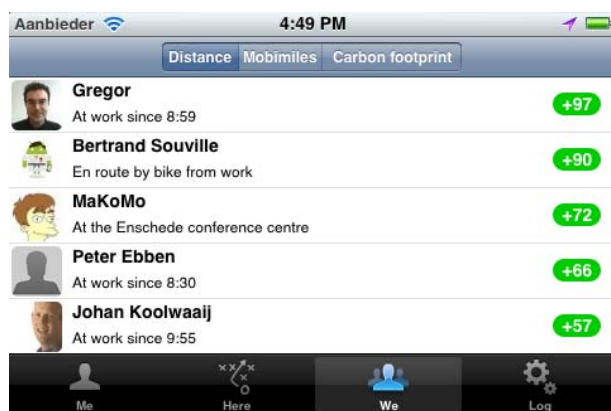 Aanbieder 4:49 PM
Distance Mobimiles Carbon footprint
Gregor
At work since 8:59
+97
Bertrand Souville
En route by bike from work
+90
MaKoMo
At the Enschede conference centre
+72
Peter Ebben
At work since 8:30
+66
Johan Koolwaaij
At work since 9:55
+57
Me Here We Log